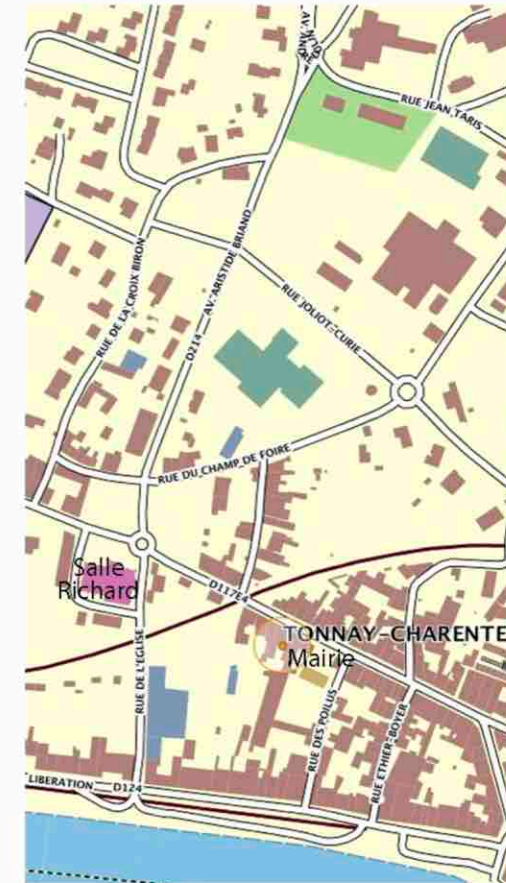 RUE JEAN TARIS
RUE DE LA CROIX BIRON
D214
AV. ARISTIDE BRIAND
RUE JOLIOT-CURIE
RUE DU CHAMP DE FOIRE
Salle
Richard
D117E4
TONNAY-CHARENTE
Mairie
RUE DE L'EGLISE
RUE DES POILUS
RUE ETHIER-BOYER
LIBERATION
D124